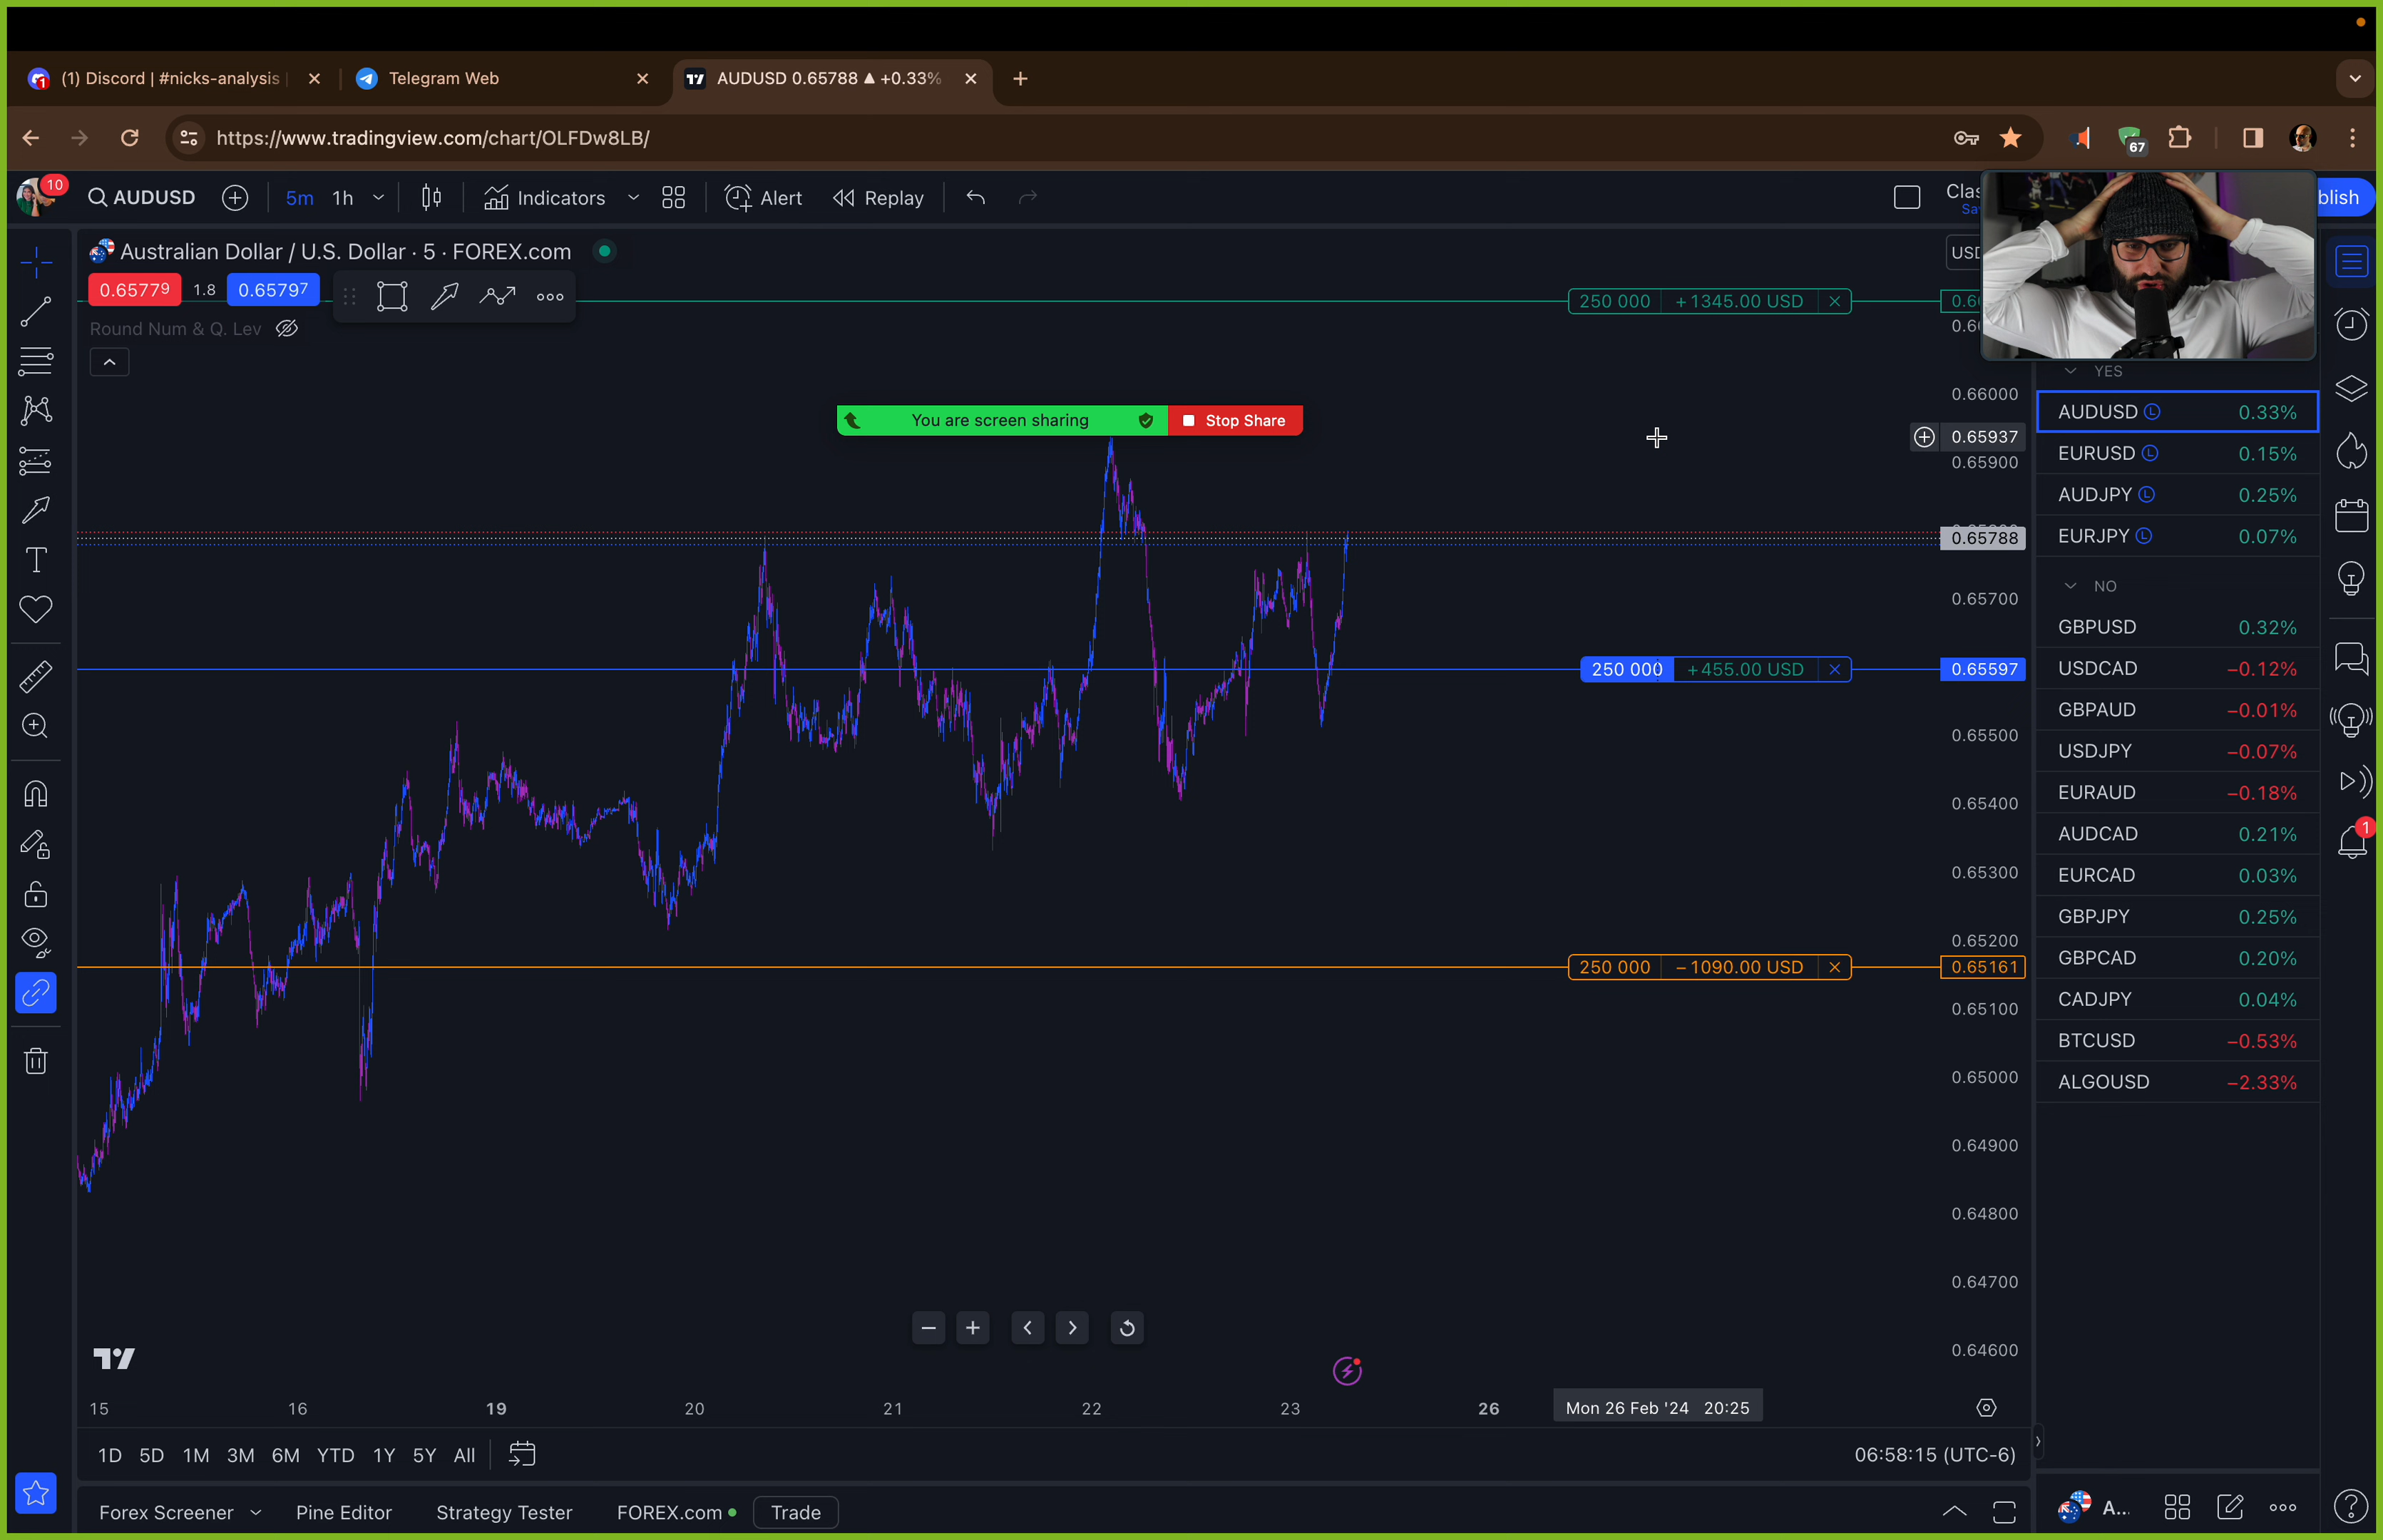 (1) Discord | #nicks-analysis |
Telegram Web
AUDUSD 0.65788 ▲ +0.33%
https://www.tradingview.com/chart/OLFDw8LB/
67
10
AUDUSD
5m
1h
Indicators
Alert
Replay
blish
Australian Dollar / U.S. Dollar · 5 · FOREX.com
USD
0.65779
1.8
0.65797
250 000
+1345.00 USD
Round Num & Q. Lev
YES
You are screen sharing
Stop Share
0.66000
0.65937
0.65900
0.65788
0.65700
250 000
+455.00 USD
0.65597
0.65500
0.65400
0.65300
0.65200
250 000
−1090.00 USD
0.65161
0.65100
0.65000
0.64900
0.64800
0.64700
0.64600
AUDUSD 0.33%
EURUSD 0.15%
AUDJPY 0.25%
EURJPY 0.07%
NO
GBPUSD 0.32%
USDCAD −0.12%
GBPAUD −0.01%
USDJPY −0.07%
EURAUD −0.18%
AUDCAD 0.21%
EURCAD 0.03%
GBPJPY 0.25%
GBPCAD 0.20%
CADJPY 0.04%
BTCUSD −0.53%
ALGOUSD −2.33%
1
15 16 19 20 21 22 23 26
Mon 26 Feb '24 20:25
1D 5D 1M 3M 6M YTD 1Y 5Y All
06:58:15 (UTC-6)
Forex Screener
Pine Editor
Strategy Tester
FOREX.com
Trade
A...